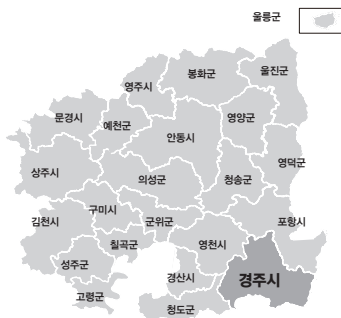 울릉군
봉화군
울진군
영주시
문경시
예천군
영양군
안동시
영덕군
상주시
의성군
청송군
구미시
김천시
군위군
포항시
칠곡군
영천시
성주군
경산시
경주시
고령군
청도군